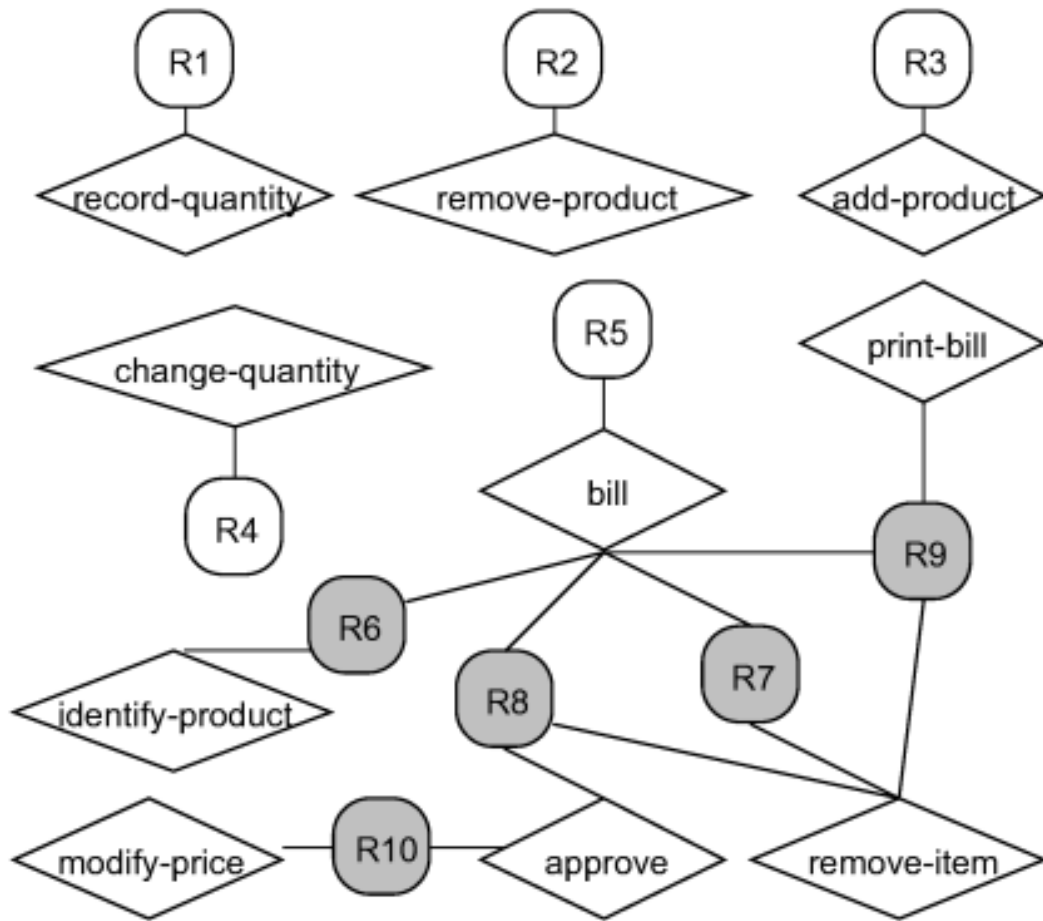 R1
R2
R3
record-quantity
remove-product
add-product
R5
print-bill
change-quantity
bill
R4
R9
R6
R7
R8
identify-product
modify-price
R10
approve
remove-item